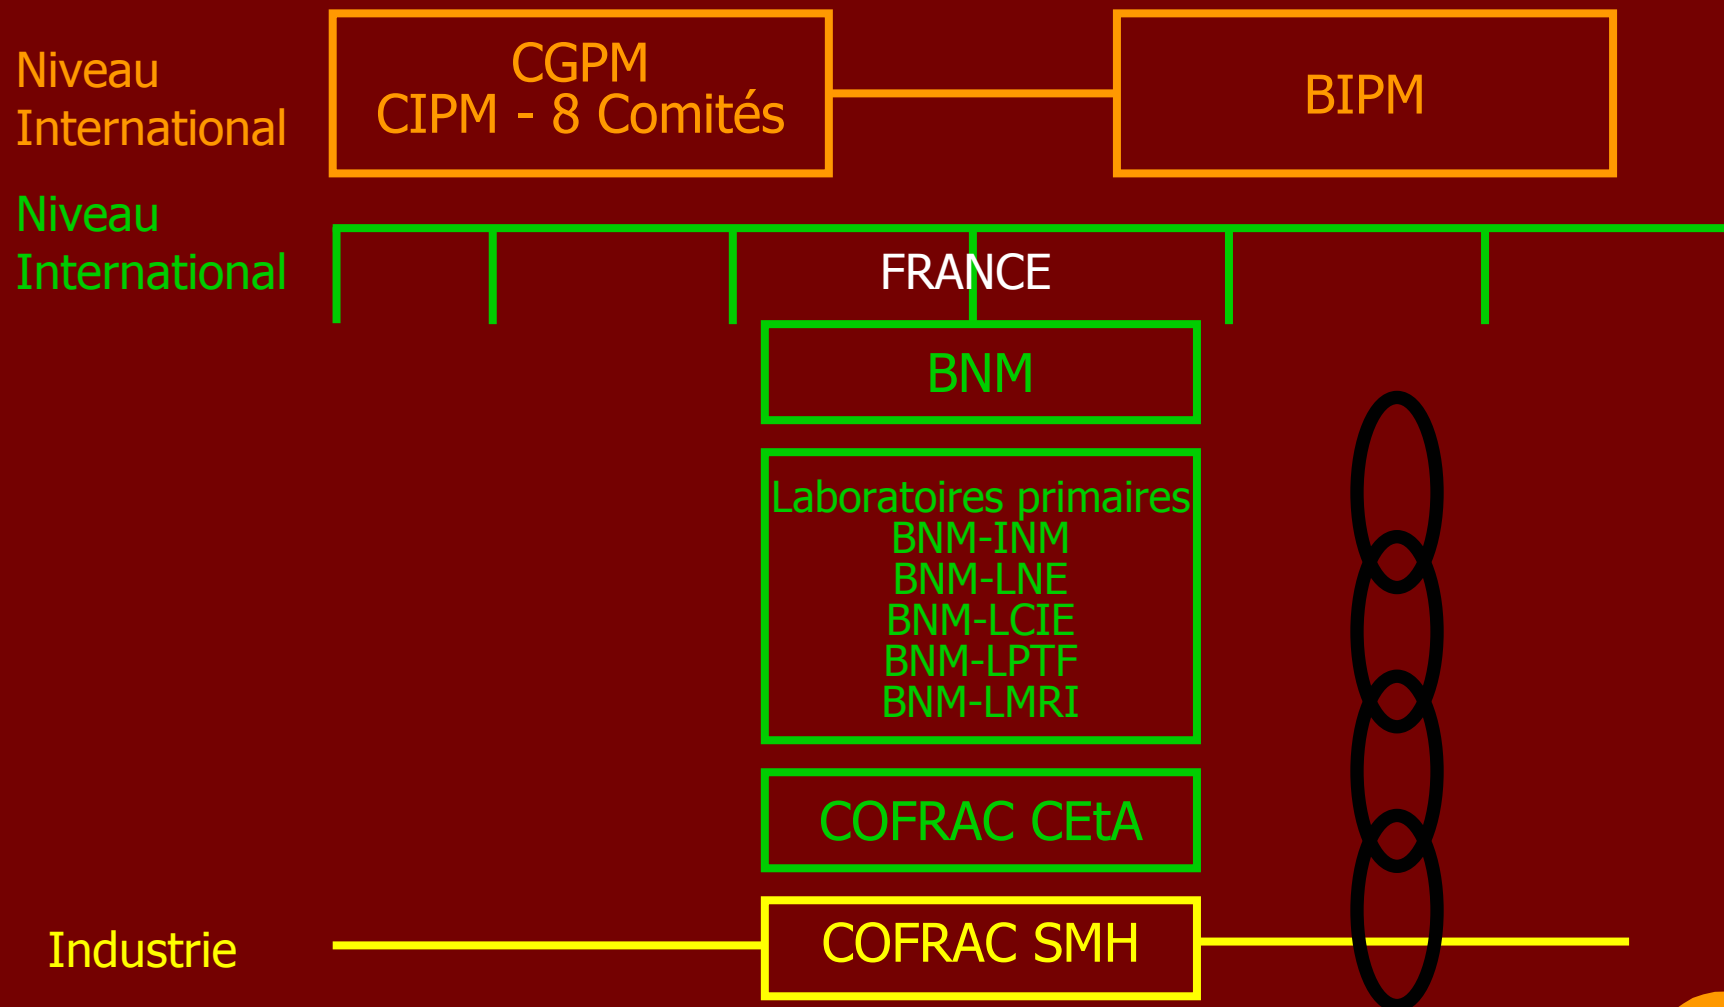 Niveau
International
CGPM
CIPM - 8 Comités
BIPM
Niveau
International
FRANCE
BNM
Laboratoires primaires
BNM-INM
BNM-LNE
BNM-LCIE
BNM-LPTF
BNM-LMRI
COFRAC CEtA
Industrie
COFRAC SMH